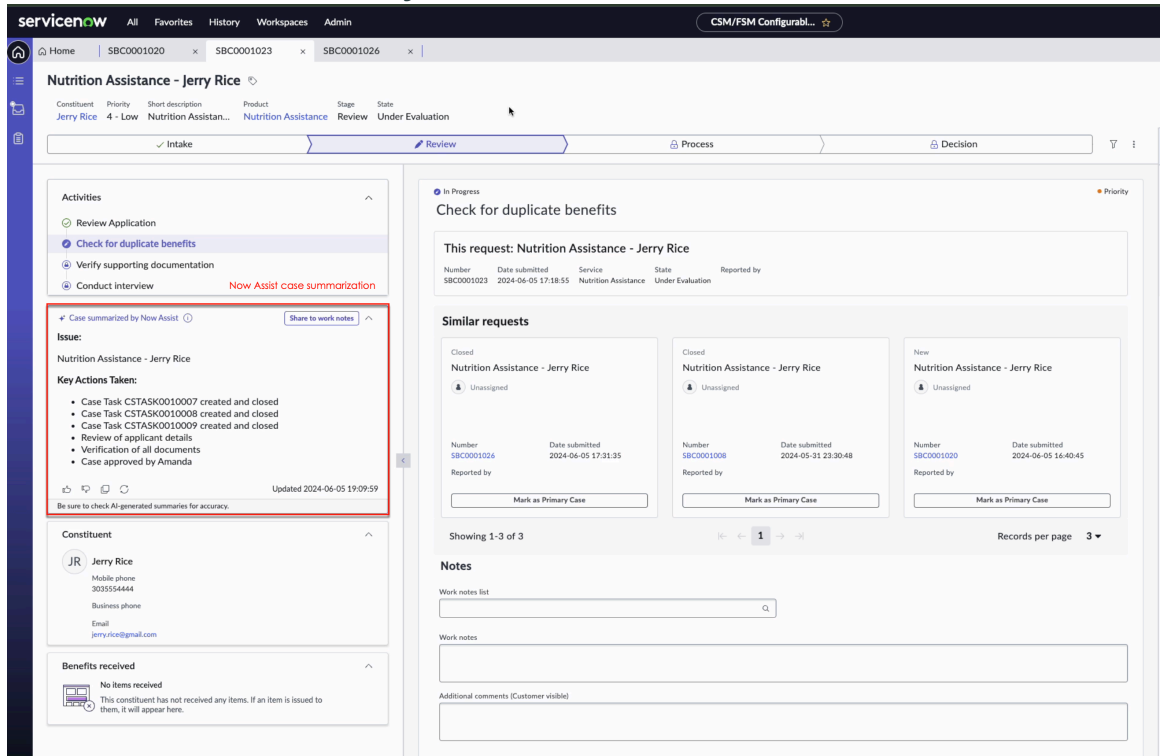 servicenow All Favorites History Workspaces Admin CSM/FSM Configurabl...
Home SBC0001020 × SBC0001023 × SBC0001026 ×
Nutrition Assistance - Jerry Rice
Constituent Priority Short description Product Stage State
Jerry Rice 4 - Low Nutrition Assistan... Nutrition Assistance Review Under Evaluation
Intake Review Process Decision
Activities
Review Application
Check for duplicate benefits
Verify supporting documentation
Conduct interview
Now Assist case summarization
Case summarized by Now Assist Share to work notes
Issue:
Nutrition Assistance - Jerry Rice
Key Actions Taken:
• Case Task CSTASK0010007 created and closed
• Case Task CSTASK0010008 created and closed
• Case Task CSTASK0010009 created and closed
• Review of applicant details
• Verification of all documents
• Case approved by Amanda
Updated 2024-06-05 19:09:59
Be sure to check AI-generated summaries for accuracy.
Constituent
JR Jerry Rice
Mobile phone
3035554444
Business phone
Email
jerry.rice@gmail.com
Benefits received
No items received
This constituent has not received any items. If an item is issued to
them, it will appear here.
In Progress Priority
Check for duplicate benefits
This request: Nutrition Assistance - Jerry Rice
Number Date submitted Service State Reported by
SBC0001023 2024-06-05 17:18:55 Nutrition Assistance Under Evaluation
Similar requests
Closed
Nutrition Assistance - Jerry Rice
Unassigned
Number Date submitted
SBC0001026 2024-06-05 17:31:35
Reported by
Mark as Primary Case
Closed
Nutrition Assistance - Jerry Rice
Unassigned
Number Date submitted
SBC0001008 2024-05-31 23:30:48
Reported by
Mark as Primary Case
New
Nutrition Assistance - Jerry Rice
Unassigned
Number Date submitted
SBC0001020 2024-06-05 16:40:45
Reported by
Mark as Primary Case
Showing 1-3 of 3 1 Records per page 3
Notes
Work notes list
Work notes
Additional comments (Customer visible)